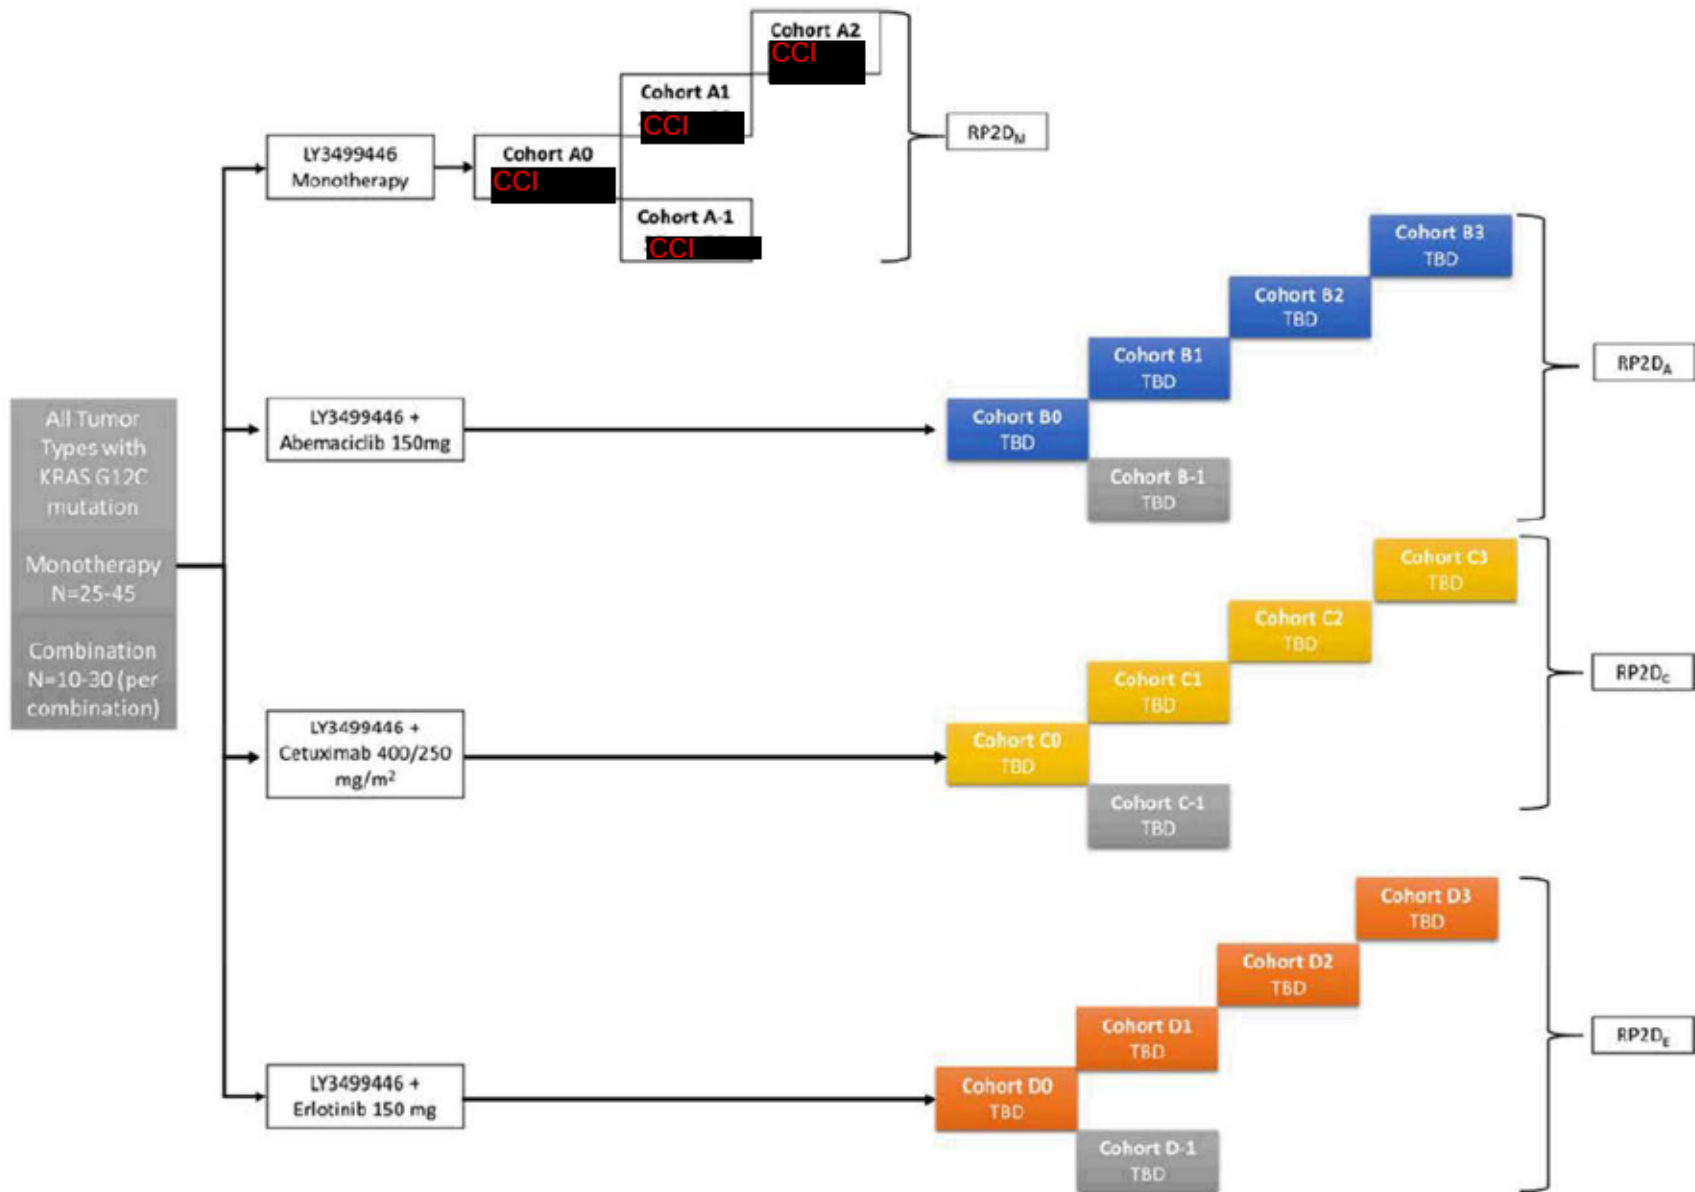 All Tumor
Types with
KRAS G12C
mutation
Monotherapy
N=25-45
Combination
N=10-30 (per
combination)
LY3499446
Monotherapy
Cohort A0
CCI
Cohort A1
CCI
Cohort A2
CCI
Cohort A-1
CCI
RP2D_M
LY3499446 +
Abemaciclib 150mg
Cohort B0
TBD
Cohort B1
TBD
Cohort B2
TBD
Cohort B3
TBD
Cohort B-1
TBD
RP2D_A
LY3499446 +
Cetuximab 400/250
mg/m²
Cohort C0
TBD
Cohort C1
TBD
Cohort C2
TBD
Cohort C3
TBD
Cohort C-1
TBD
RP2D_C
LY3499446 +
Erlotinib 150 mg
Cohort D0
TBD
Cohort D1
TBD
Cohort D2
TBD
Cohort D3
TBD
Cohort D-1
TBD
RP2D_E